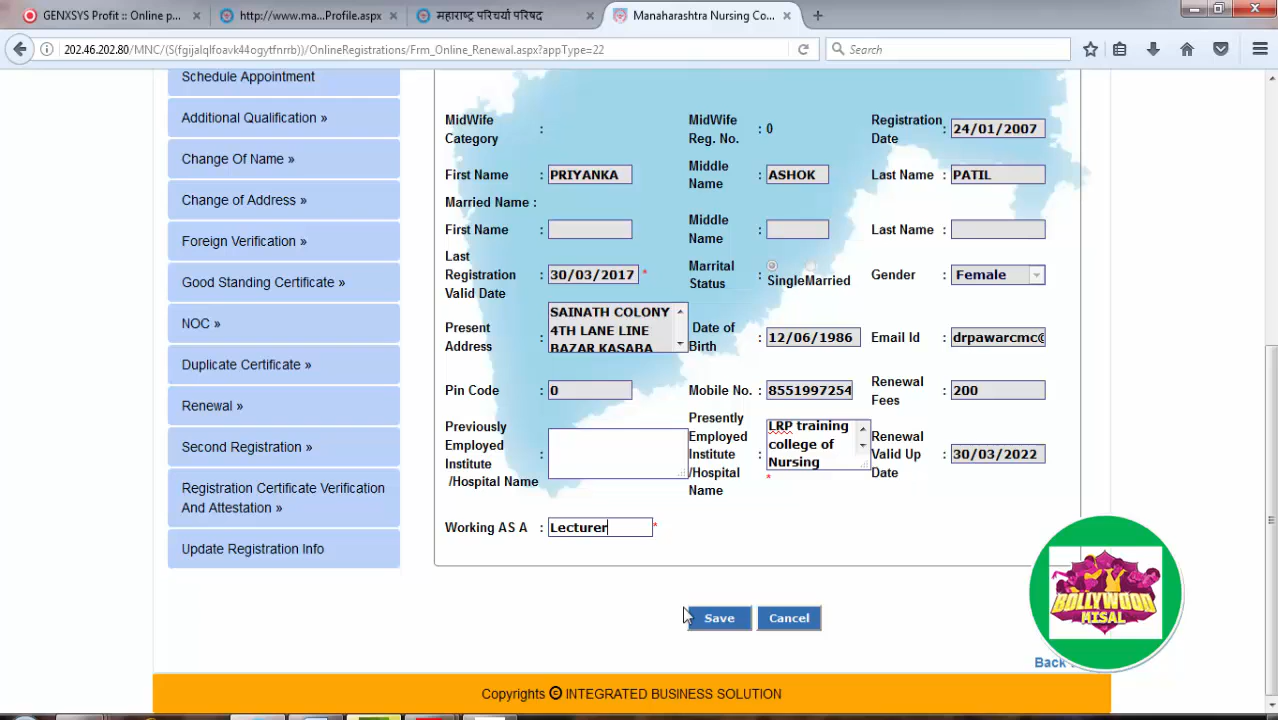 GENXSYS Profit :: Online p...
http://www.ma...Profile.aspx
महाराष्ट्र परिचर्या परिषद
Manaharashtra Nursing Co...
202.46.202.80/MNC/(S(fgijalqlfoavk44ogytfnrrb))/OnlineRegistrations/Frm_Online_Renewal.aspx?appType=22
Search
Schedule Appointment
Additional Qualification »
Change Of Name »
Change of Address »
Foreign Verification »
Good Standing Certificate »
NOC »
Duplicate Certificate »
Renewal »
Second Registration »
Registration Certificate Verification
And Attestation »
Update Registration Info
MidWife Category :
MidWife Reg. No. : 0
Registration Date : 24/01/2007
First Name : PRIYANKA
Middle Name : ASHOK
Last Name : PATIL
Married Name :
First Name :
Middle Name :
Last Name :
Last Registration Valid Date : 30/03/2017 *
Marrital Status : SingleMarried
Gender : Female
Present Address : SAINATH COLONY
4TH LANE LINE
BAZAR KASABA
Date of Birth : 12/06/1986
Email Id : drpawarcmc@
Pin Code : 0
Mobile No. : 8551997254
Renewal Fees : 200
Previously Employed Institute /Hospital Name :
Presently Employed Institute /Hospital Name : LRP training
college of
Nursing
*
Renewal Valid Up Date : 30/03/2022
Working AS A : Lecturer *
Save
Cancel
BOLLYWOOD
MISAL
Back
Copyrights © INTEGRATED BUSINESS SOLUTION